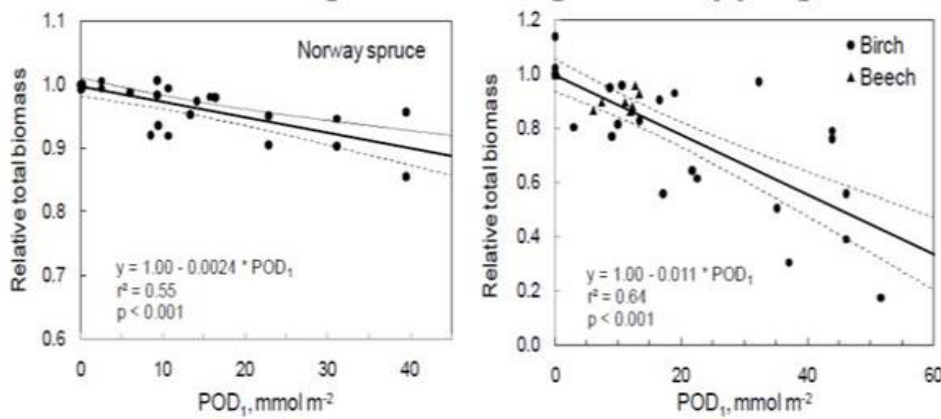 Norway spruce
Relative total biomass
1.1
1.0
0.9
0.8
0.7
0.6
y = 1.00 - 0.0024 * POD₁
r² = 0.55
p < 0.001
0 10 20 30 40
POD₁, mmol m⁻²
Birch
Beech
Relative total biomass
1.2
1.0
0.8
0.6
0.4
0.2
0.0
y = 1.00 - 0.011 * POD₁
r² = 0.64
p < 0.001
0 20 40 60
POD₁, mmol m⁻²